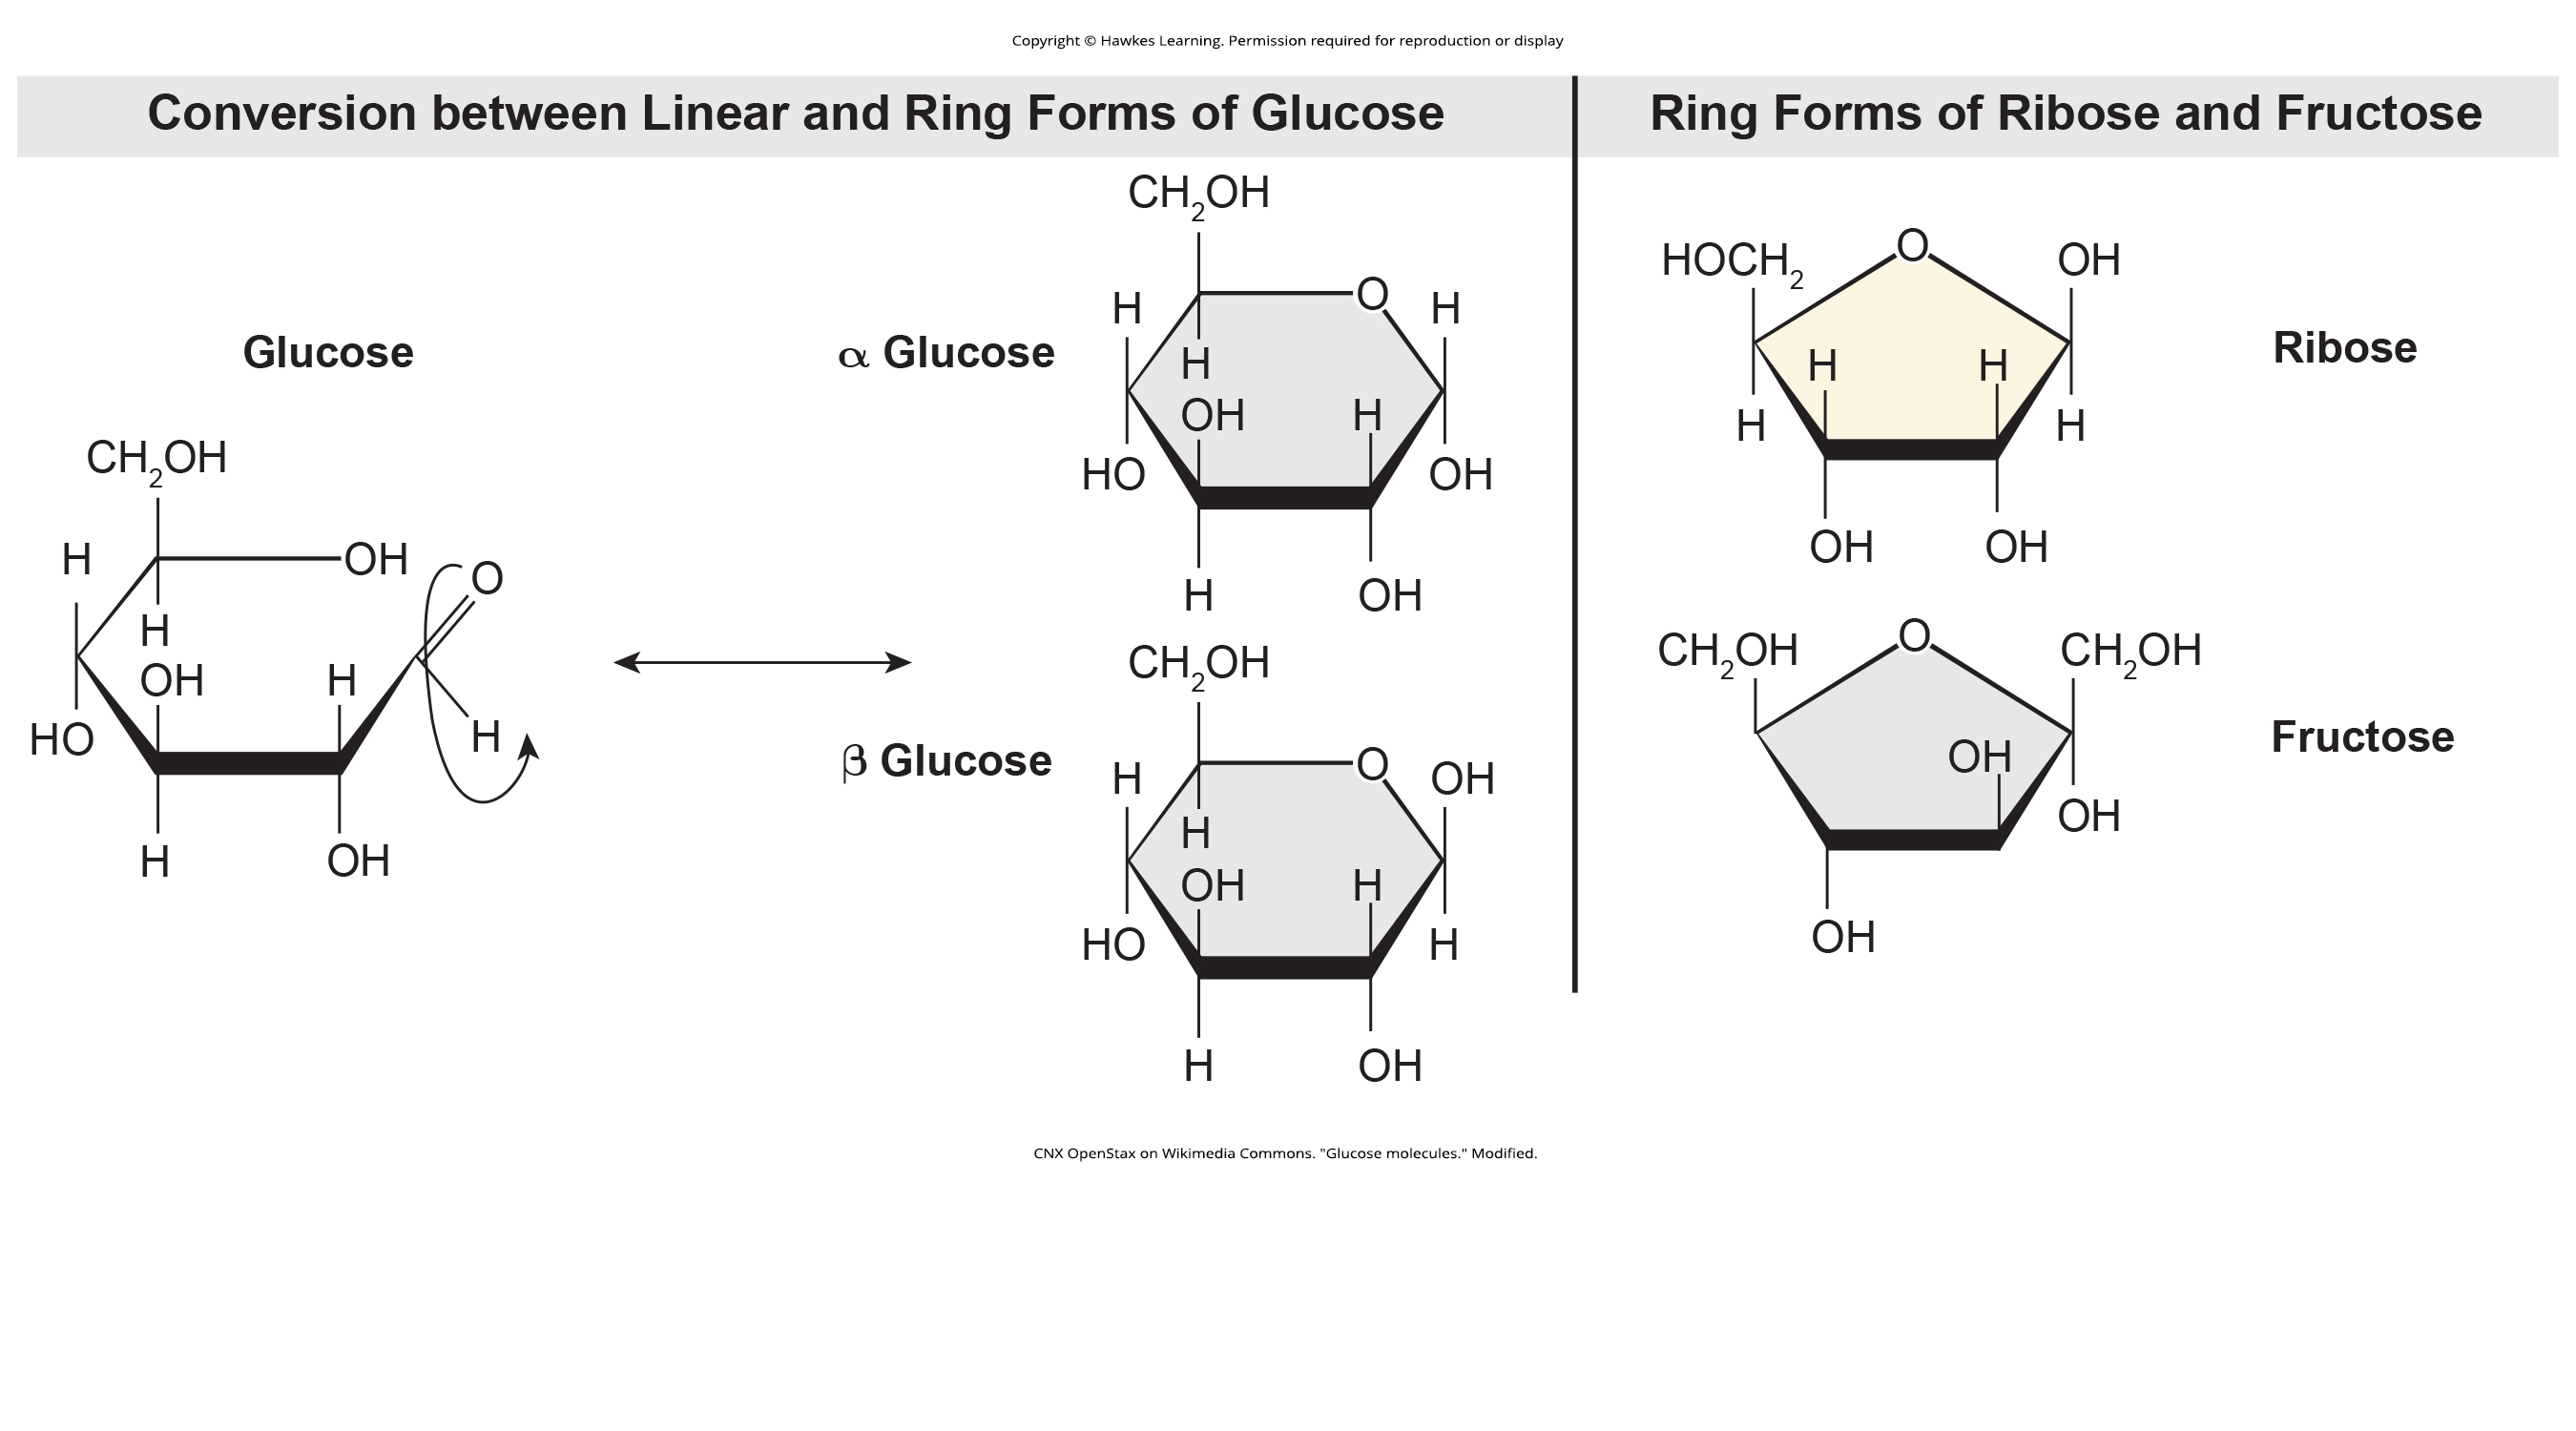 Copyright © Hawkes Learning. Permission required for reproduction or display
Conversion between Linear and Ring Forms of Glucose
Ring Forms of Ribose and Fructose
Glucose
CH2OH
H
OH
O
H
OH
H
HO
H
H
OH
α Glucose
CH2OH
H
O
H
H
OH
H
HO
OH
H
OH
β Glucose
CH2OH
H
O
OH
H
OH
H
HO
H
H
OH
HOCH2
O
OH
H
H
H
H
OH
OH
Ribose
CH2OH
O
CH2OH
OH
OH
OH
Fructose
CNX OpenStax on Wikimedia Commons. "Glucose molecules." Modified.